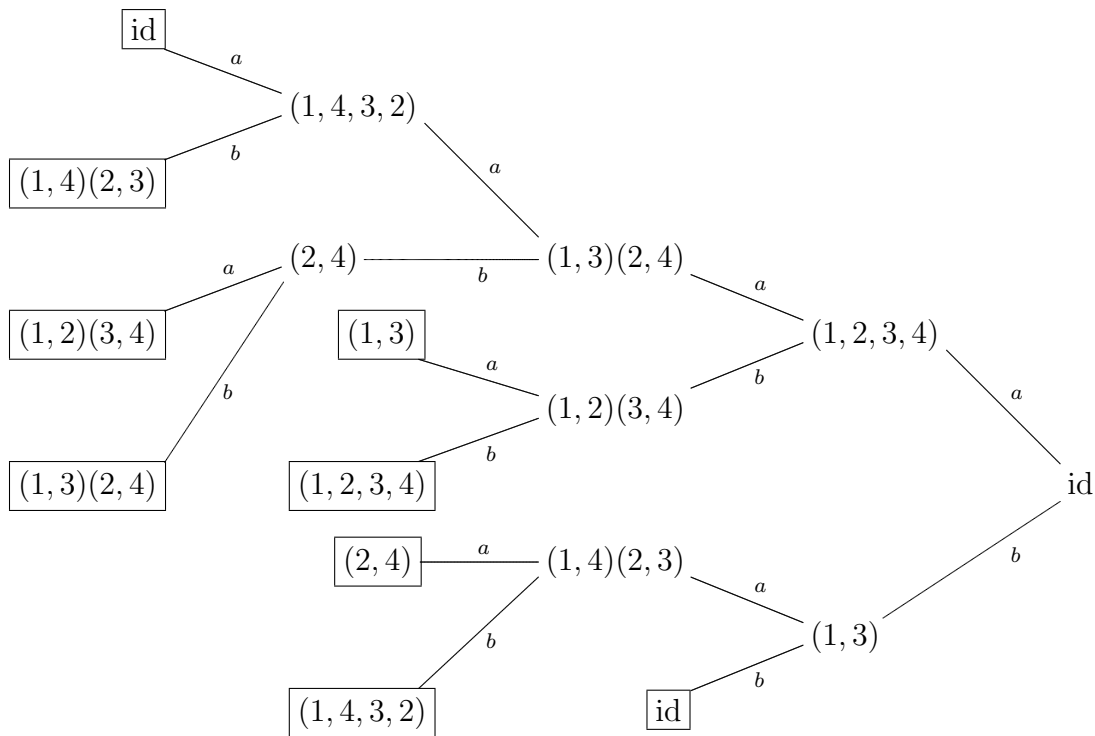 id
a
(1, 4, 3, 2)
b
a
(1, 4)(2, 3)
(2, 4)
a
b
(1, 3)(2, 4)
a
(1, 2)(3, 4)
(1, 3)
(1, 2, 3, 4)
a
b
b
a
(1, 2)(3, 4)
b
(1, 3)(2, 4)
(1, 2, 3, 4)
id
(2, 4)
a
(1, 4)(2, 3)
b
a
b
(1, 3)
b
(1, 4, 3, 2)
id